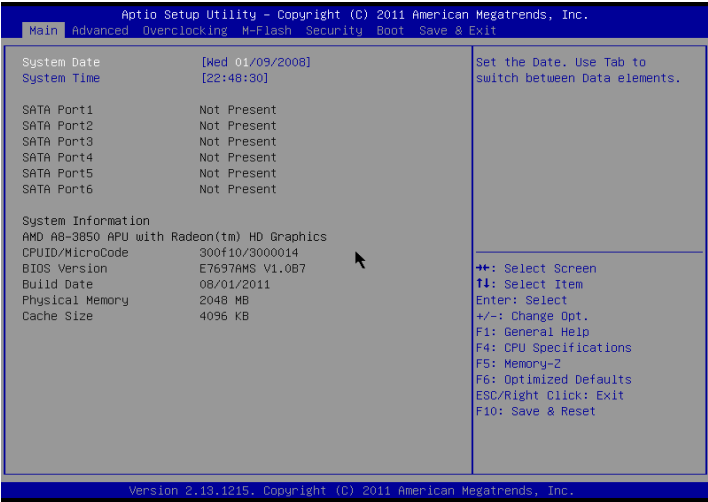 Aptio Setup Utility – Copyright (C) 2011 American Megatrends, Inc.
Main Advanced Overclocking M-Flash Security Boot Save & Exit
System Date [Wed 01/09/2008]
System Time [22:48:30]
SATA Port1 Not Present
SATA Port2 Not Present
SATA Port3 Not Present
SATA Port4 Not Present
SATA Port5 Not Present
SATA Port6 Not Present
System Information
AMD A8-3850 APU with Radeon(tm) HD Graphics
CPUID/MicroCode 300f10/3000014
BIOS Version E7697AMS V1.0B7
Build Date 08/01/2011
Physical Memory 2048 MB
Cache Size 4096 KB
Set the Date. Use Tab to
switch between Data elements.
→←: Select Screen
↑↓: Select Item
Enter: Select
+/-: Change Opt.
F1: General Help
F4: CPU Specifications
F5: Memory-Z
F6: Optimized Defaults
ESC/Right Click: Exit
F10: Save & Reset
Version 2.13.1215. Copyright (C) 2011 American Megatrends, Inc.